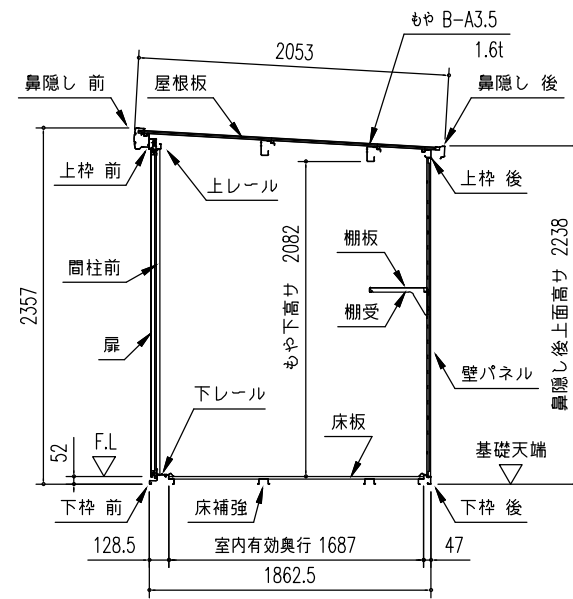 もや B-A3.5
1.6t
2053
鼻隠し 前
屋根板
鼻隠し 後
上枠 前
上レール
上枠 後
間柱前
もや下高サ 2082
棚板
棚受
鼻隠し後上面高サ 2238
2357
扉
壁パネル
下レール
52
F.L
床板
基礎天端
下枠 前
床補強
下枠 後
128.5
室内有効奥行 1687
47
1862.5